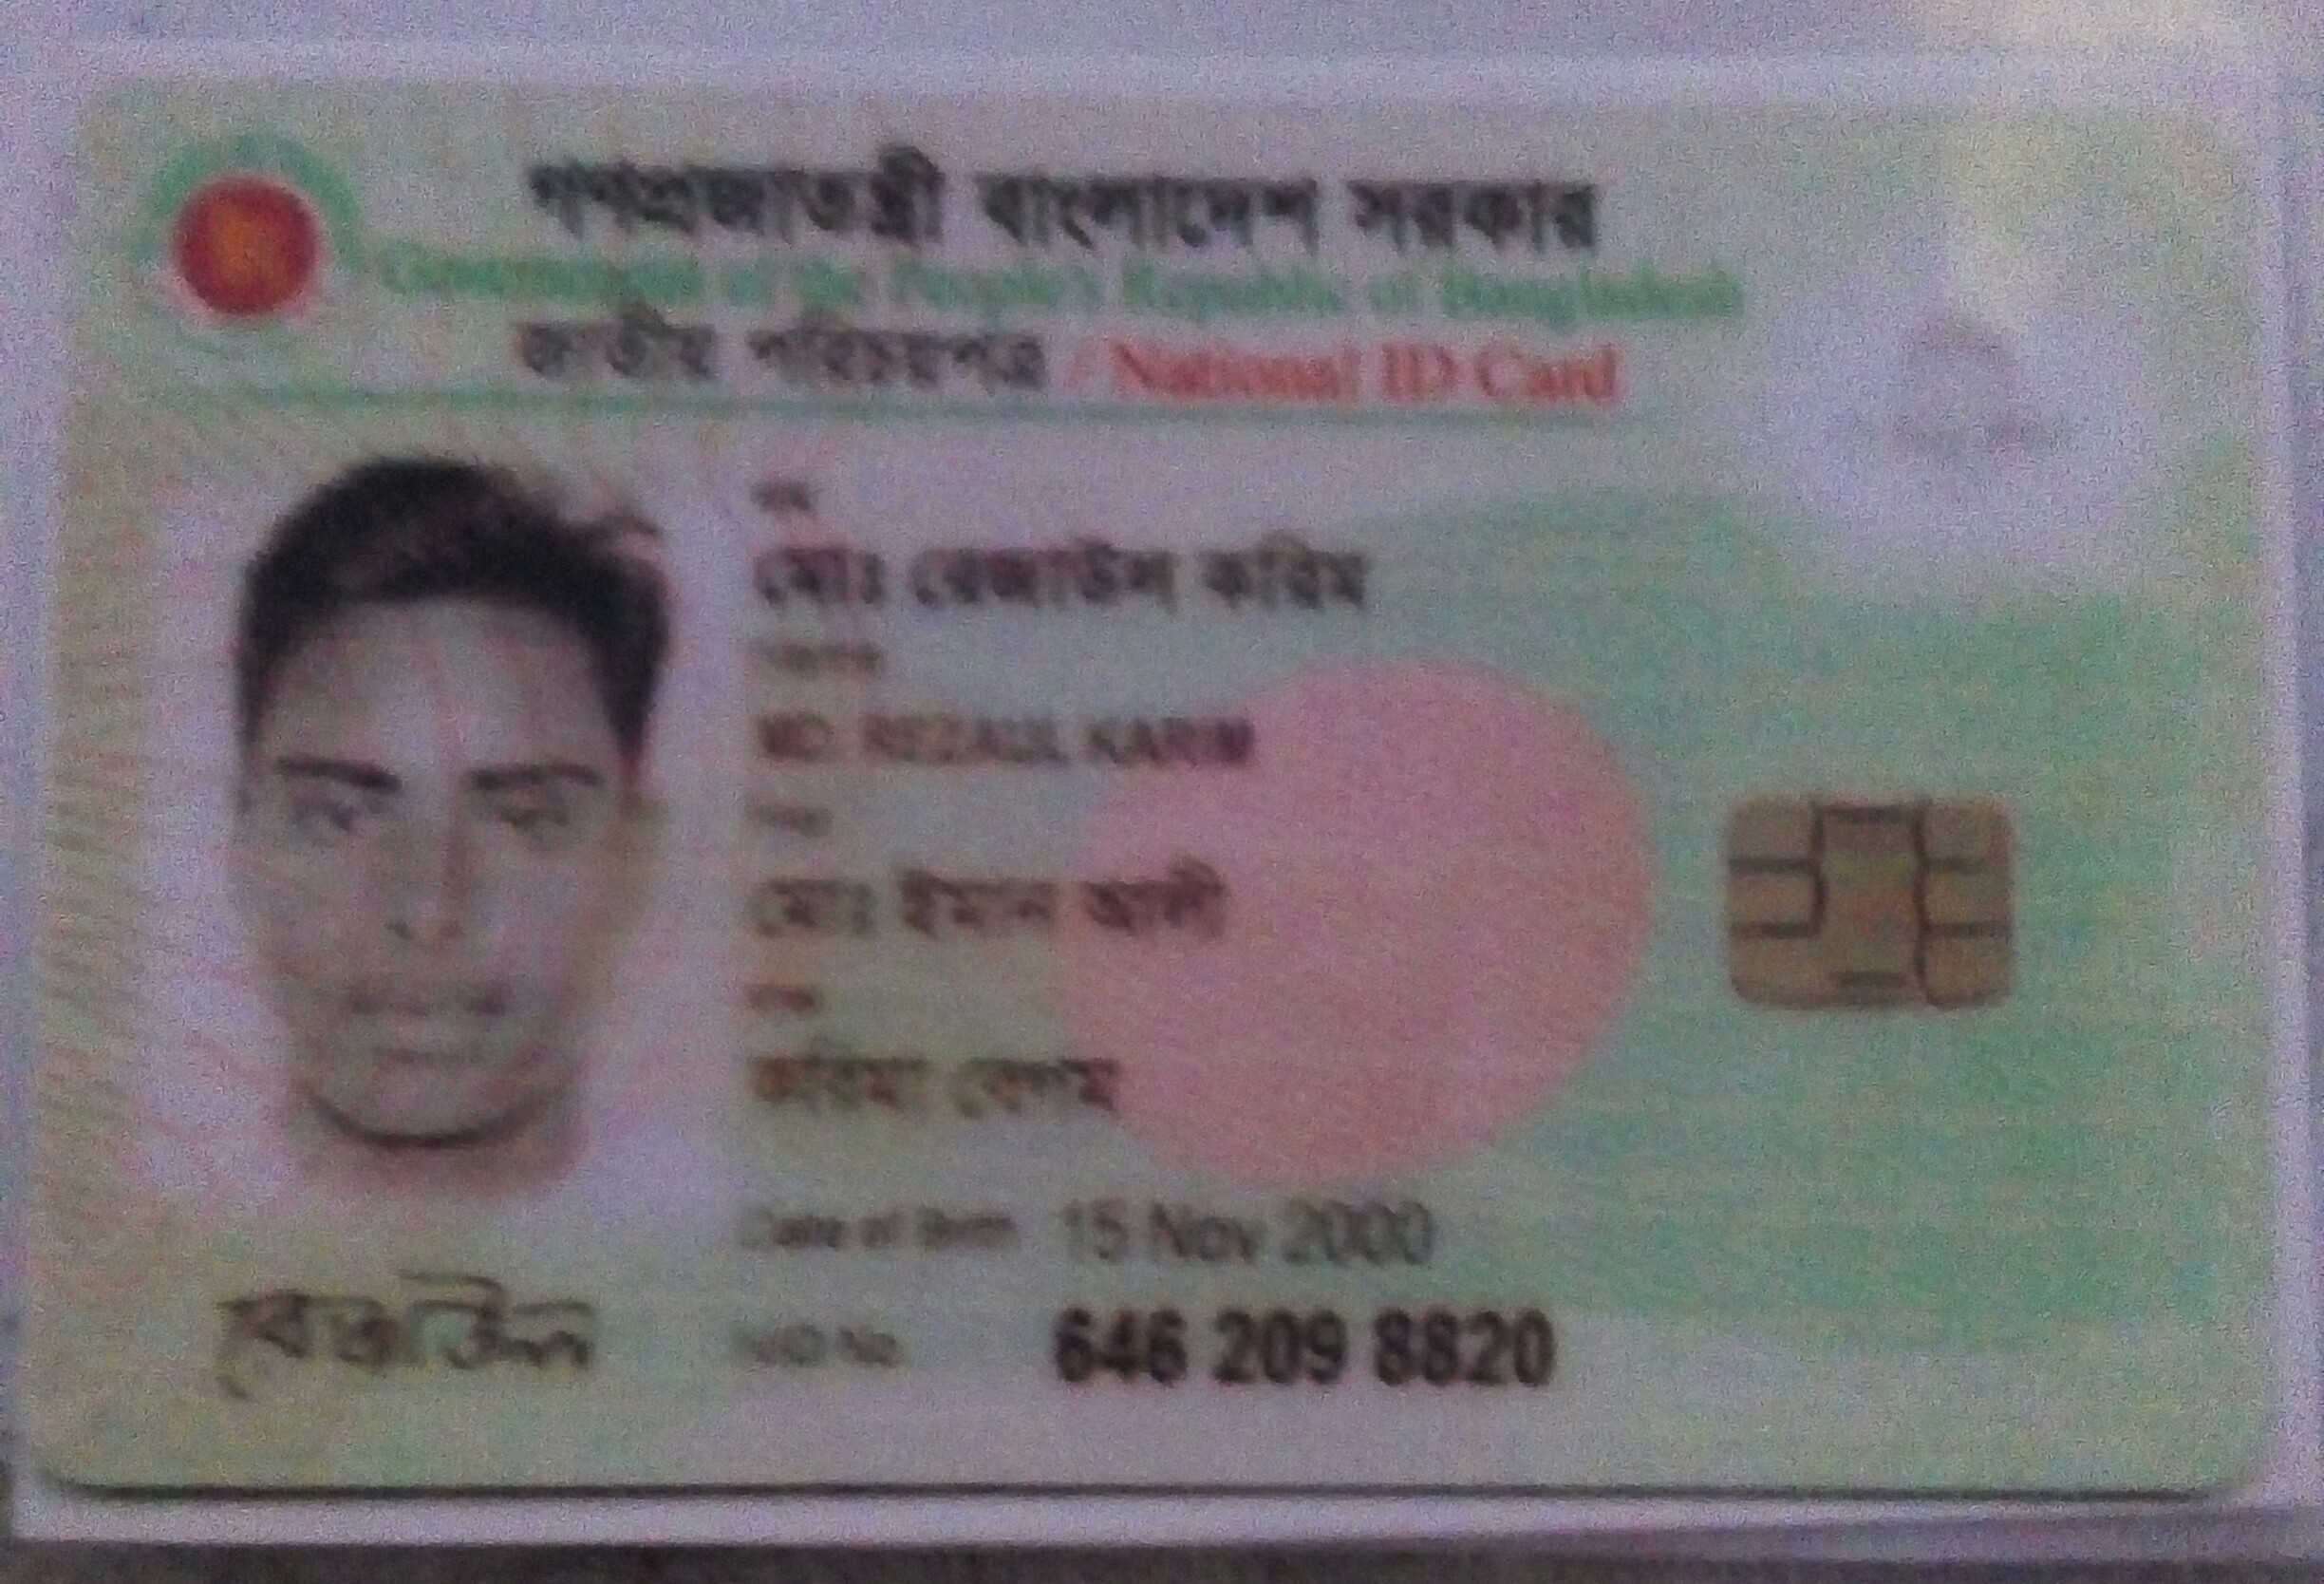 গণপ্রজাতন্ত্রী বাংলাদেশ সরকার
Government of the People's Republic of Bangladesh
জাতীয় পরিচয়পত্র / National ID Card
নাম
মোঃ রেজাউল করিম
Name
MD. REZAUL KARIM
পিতা
মোঃ ইমান আলী
মাতা
বেগম
Date of Birth 15 Nov 2000
রেজাউল
NID No 646 209 8820